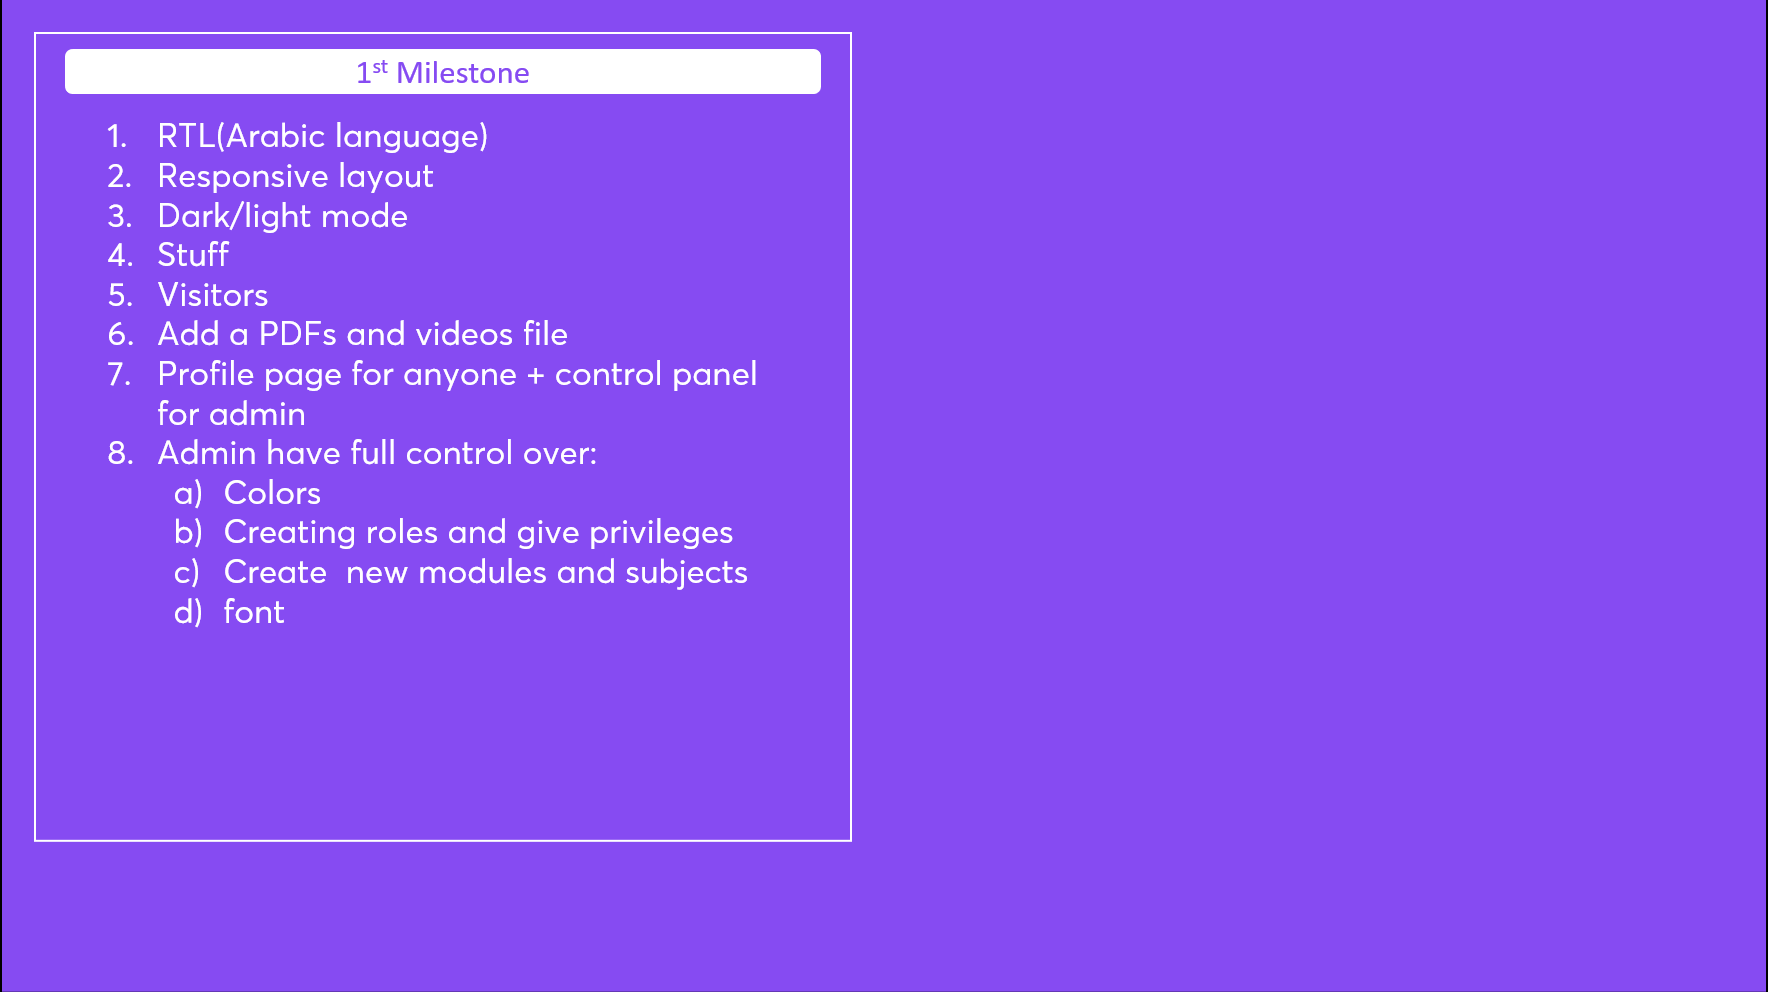 1st Milestone
1. RTL(Arabic language)
2. Responsive layout
3. Dark/light mode
4. Stuff
5. Visitors
6. Add a PDFs and videos file
7. Profile page for anyone + control panel
for admin
8. Admin have full control over:
a) Colors
b) Creating roles and give privileges
c) Create  new modules and subjects
d) font